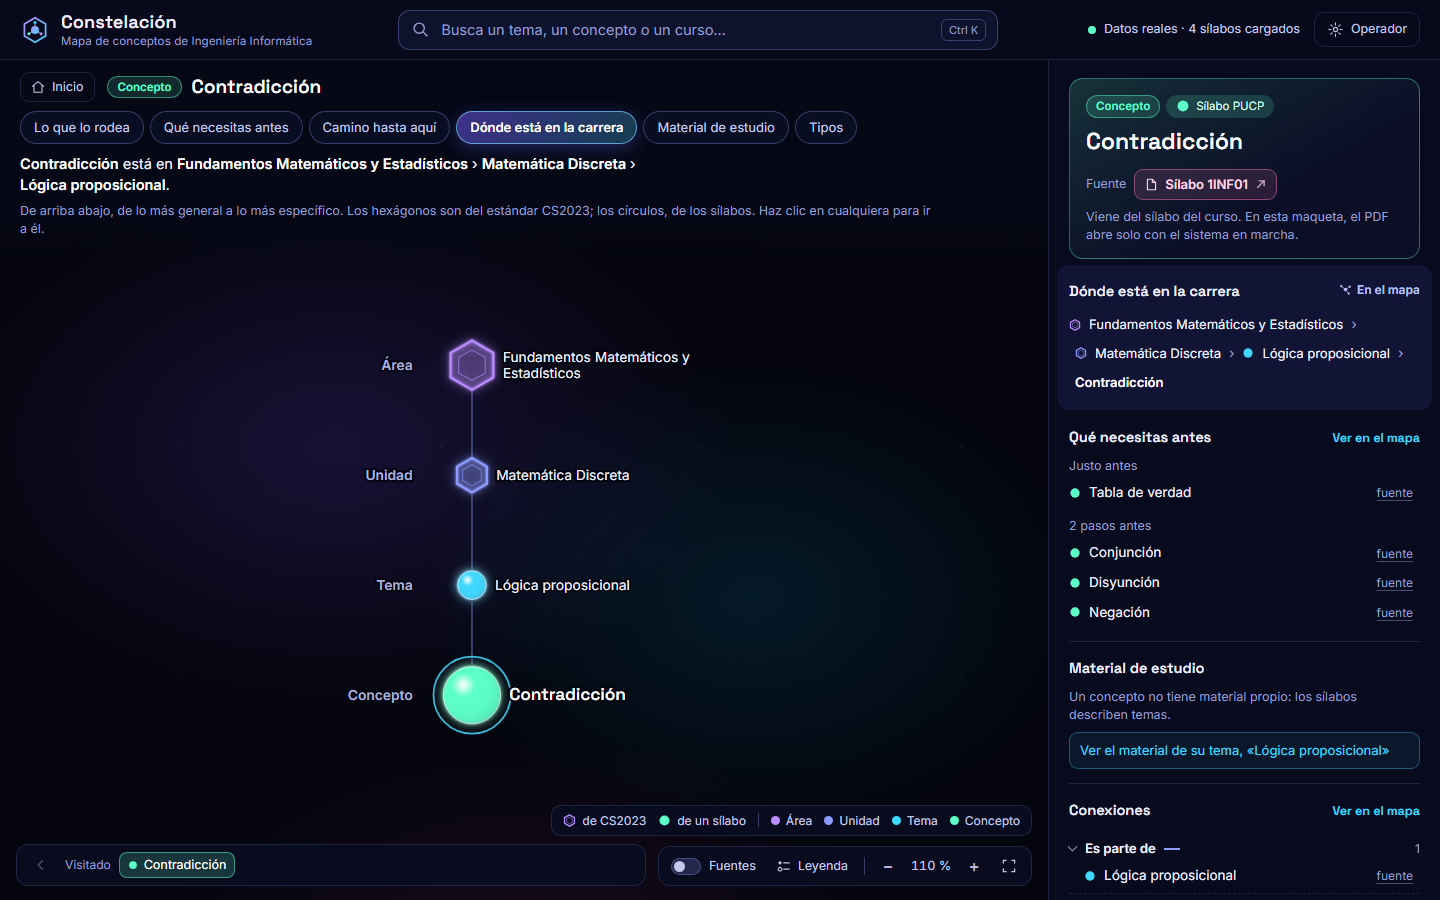 Constelación
Mapa de conceptos de Ingeniería Informática
Busca un tema, un concepto o un curso...
Ctrl K
Datos reales · 4 sílabos cargados
Operador
Inicio
Concepto
Contradicción
Lo que lo rodea
Qué necesitas antes
Camino hasta aquí
Dónde está en la carrera
Material de estudio
Tipos
Contradicción está en Fundamentos Matemáticos y Estadísticos › Matemática Discreta ›
Lógica proposicional.
De arriba abajo, de lo más general a lo más específico. Los hexágonos son del estándar CS2023; los círculos, de los sílabos. Haz clic en cualquiera para ir
a él.
Área
Fundamentos Matemáticos y
Estadísticos
Unidad
Matemática Discreta
Tema
Lógica proposicional
Concepto
Contradicción
de CS2023
de un sílabo
Área
Unidad
Tema
Concepto
Visitado
Contradicción
Fuentes
Leyenda
− 110 % +
Concepto
Sílabo PUCP
Contradicción
Fuente
Sílabo 1INF01 ↗
Viene del sílabo del curso. En esta maqueta, el PDF
abre solo con el sistema en marcha.
Dónde está en la carrera
En el mapa
Fundamentos Matemáticos y Estadísticos ›
Matemática Discreta › Lógica proposicional ›
Contradicción
Qué necesitas antes
Ver en el mapa
Justo antes
Tabla de verdad
fuente
2 pasos antes
Conjunción
fuente
Disyunción
fuente
Negación
fuente
Material de estudio
Un concepto no tiene material propio: los sílabos
describen temas.
Ver el material de su tema, «Lógica proposicional»
Conexiones
Ver en el mapa
Es parte de
1
Lógica proposicional
fuente